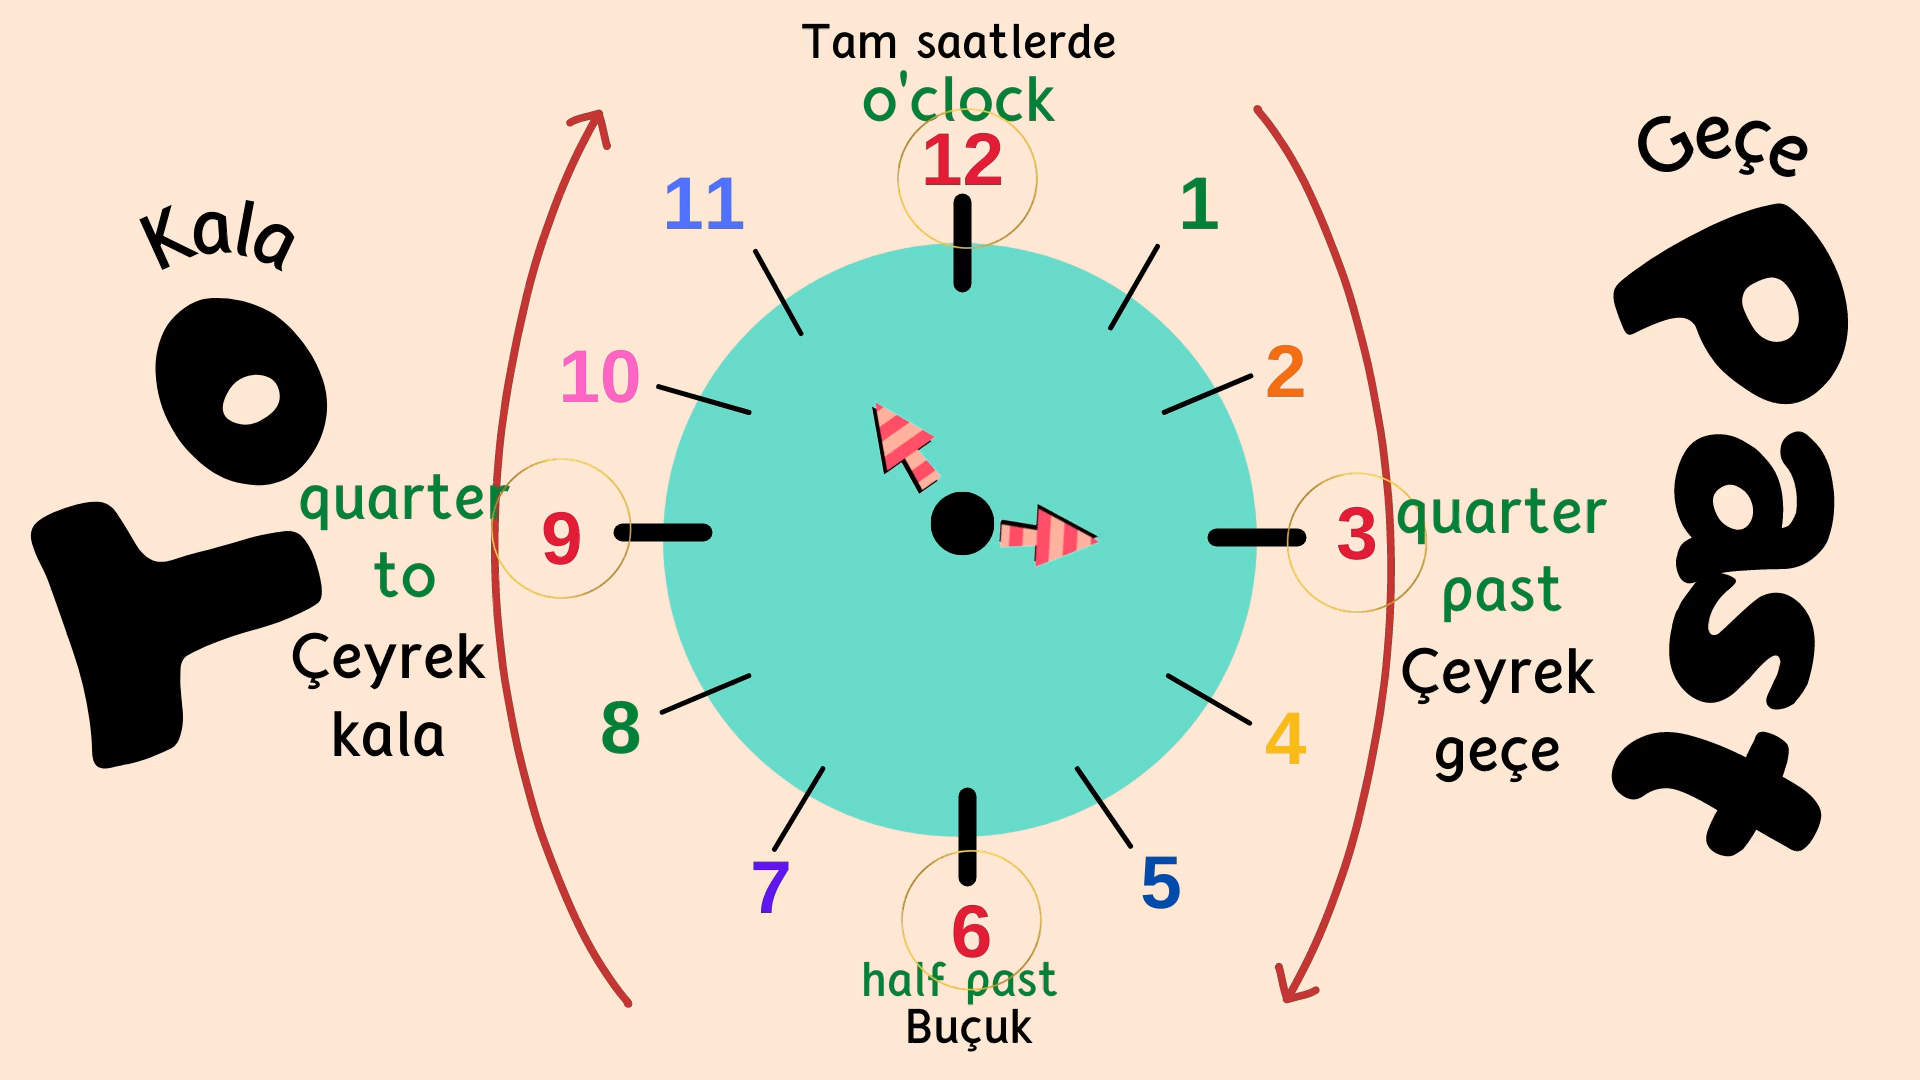 Tam saatlerde
o'clock
12
11
1
10
2
9
3
8
4
7
5
6
half past
Buçuk
Kala
To
quarter
to
Çeyrek
kala
Geçe
Past
quarter
past
Çeyrek
geçe